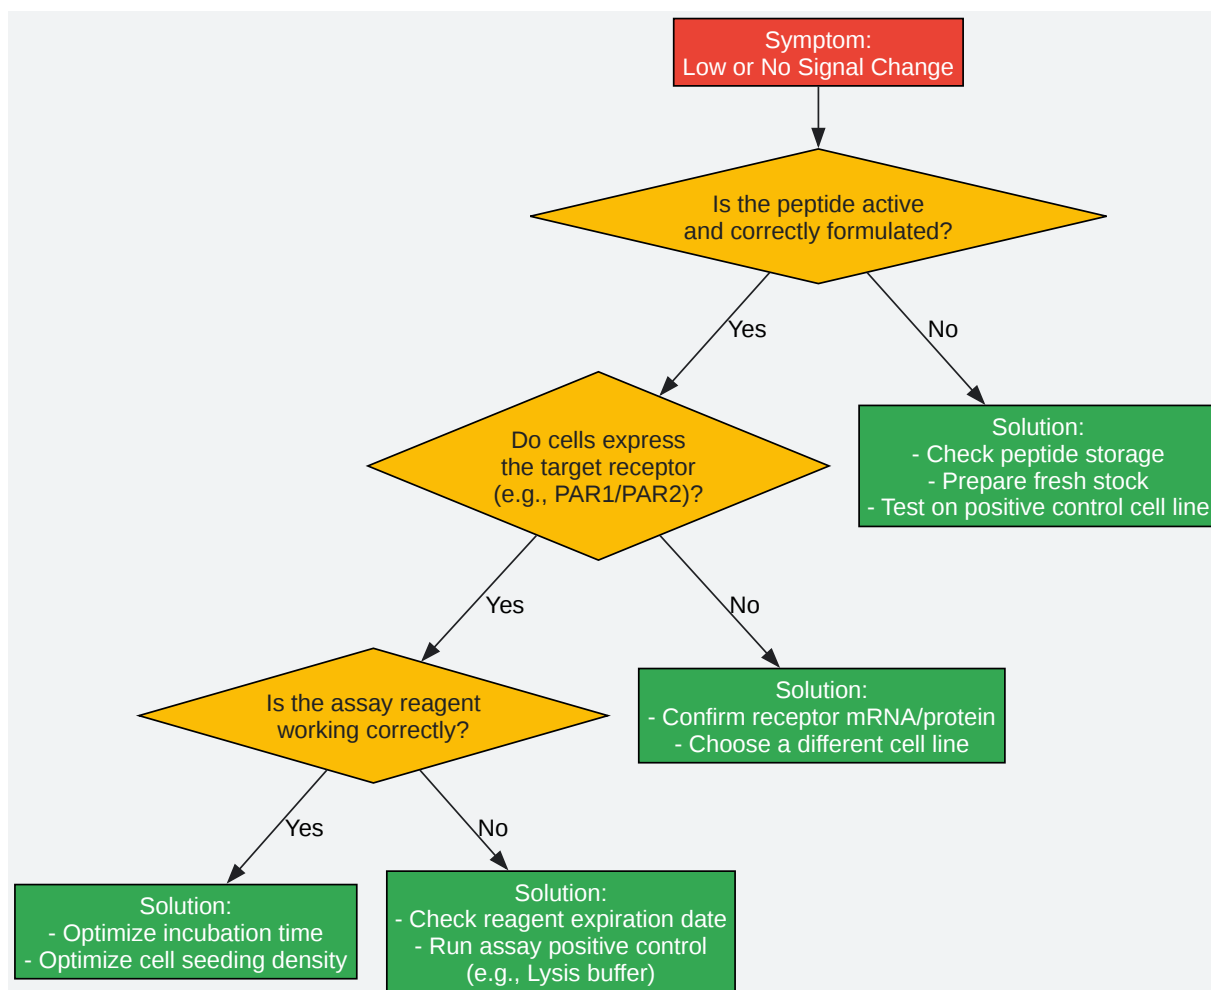 Symptom:
Low or No Signal Change
Is the peptide active
and correctly formulated?
Yes
No
Do cells express
the target receptor
(e.g., PAR1/PAR2)?
Solution:
- Check peptide storage
- Prepare fresh stock
- Test on positive control cell line
Yes
No
Is the assay reagent
working correctly?
Solution:
- Confirm receptor mRNA/protein
- Choose a different cell line
Yes
No
Solution:
- Optimize incubation time
- Optimize cell seeding density
Solution:
- Check reagent expiration date
- Run assay positive control
(e.g., Lysis buffer)